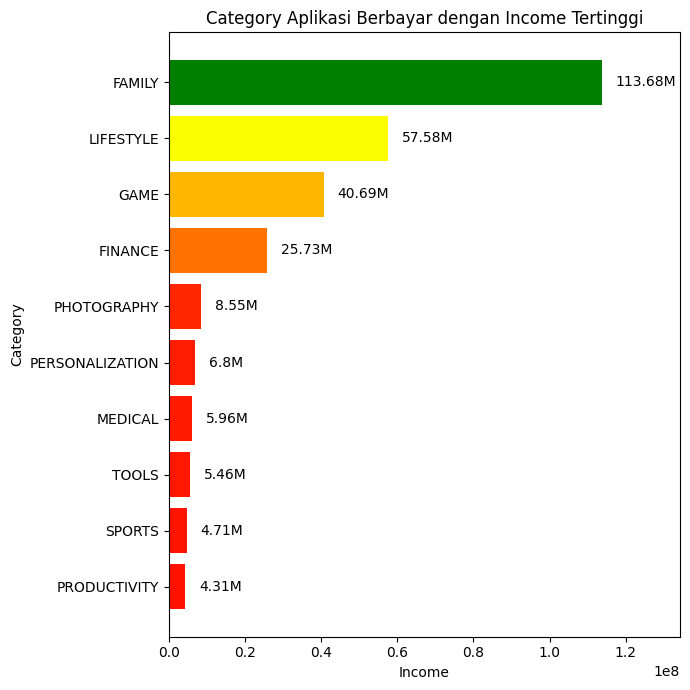 Category Aplikasi Berbayar dengan Income Tertinggi
FAMILY 113.68M
LIFESTYLE 57.58M
GAME 40.69M
FINANCE 25.73M
PHOTOGRAPHY 8.55M
PERSONALIZATION 6.8M
MEDICAL 5.96M
TOOLS 5.46M
SPORTS 4.71M
PRODUCTIVITY 4.31M
Category
0.0 0.2 0.4 0.6 0.8 1.0 1.2
Income
1e8